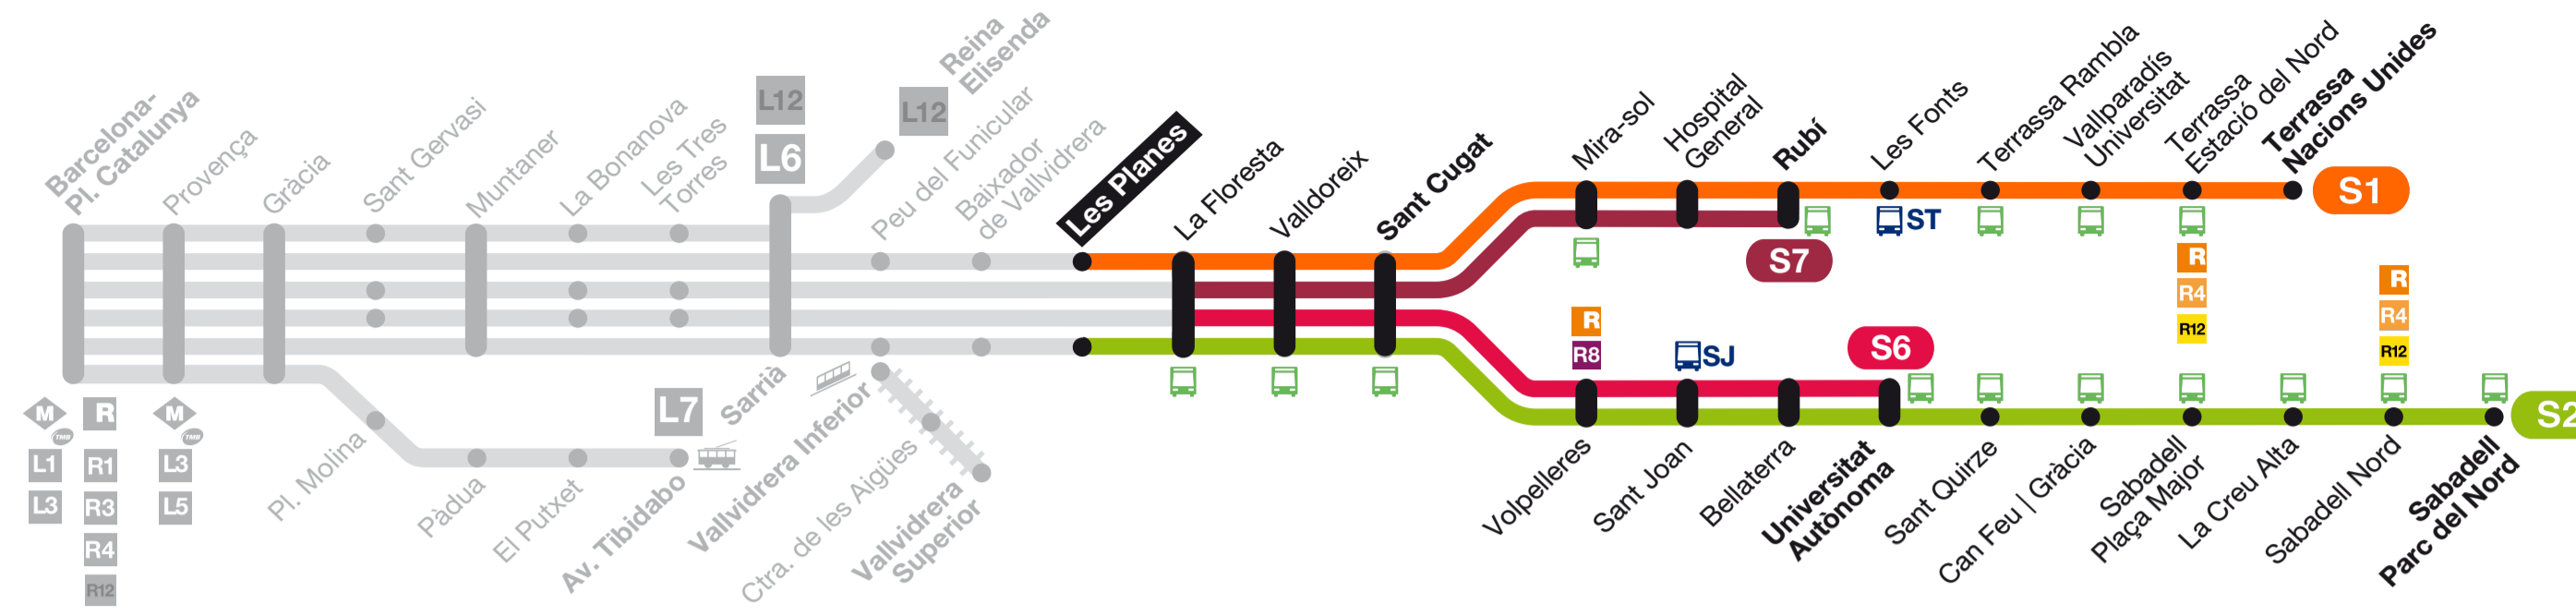 Barcelona-
Pl. Catalunya
Provença
Gràcia
Sant Gervasi
Muntaner
La Bonanova
Les Tres
Torres
L12
L6
L12
Reina
Elisenda
Peu del Funicular
Baixador
de Vallvidrera
Les Planes
La Floresta
Valldoreix
Sant Cugat
Mira-sol
Hospital
General
Rubí
Les Fonts
Terrassa Rambla
Vallparadís
Universitat
Terrassa
Estació del Nord
Terrassa
Nacions Unides
S1
ST
S7
R
R4
R12
R
R4
R12
R
R8
SJ
S6
S2
M
TMB
L1
L3
R
R1
R3
R4
R12
M
TMB
L3
L5
Pl. Molina
Pàdua
El Putxet
L7
Av. Tibidabo
Sarrià
Vallvidrera Inferior
Ctra. de les Aigües
Vallvidrera
Superior
Volpelleres
Sant Joan
Bellaterra
Universitat
Autònoma
Sant Quirze
Can Feu | Gràcia
Sabadell
Plaça Major
La Creu Alta
Sabadell Nord
Sabadell
Parc del Nord